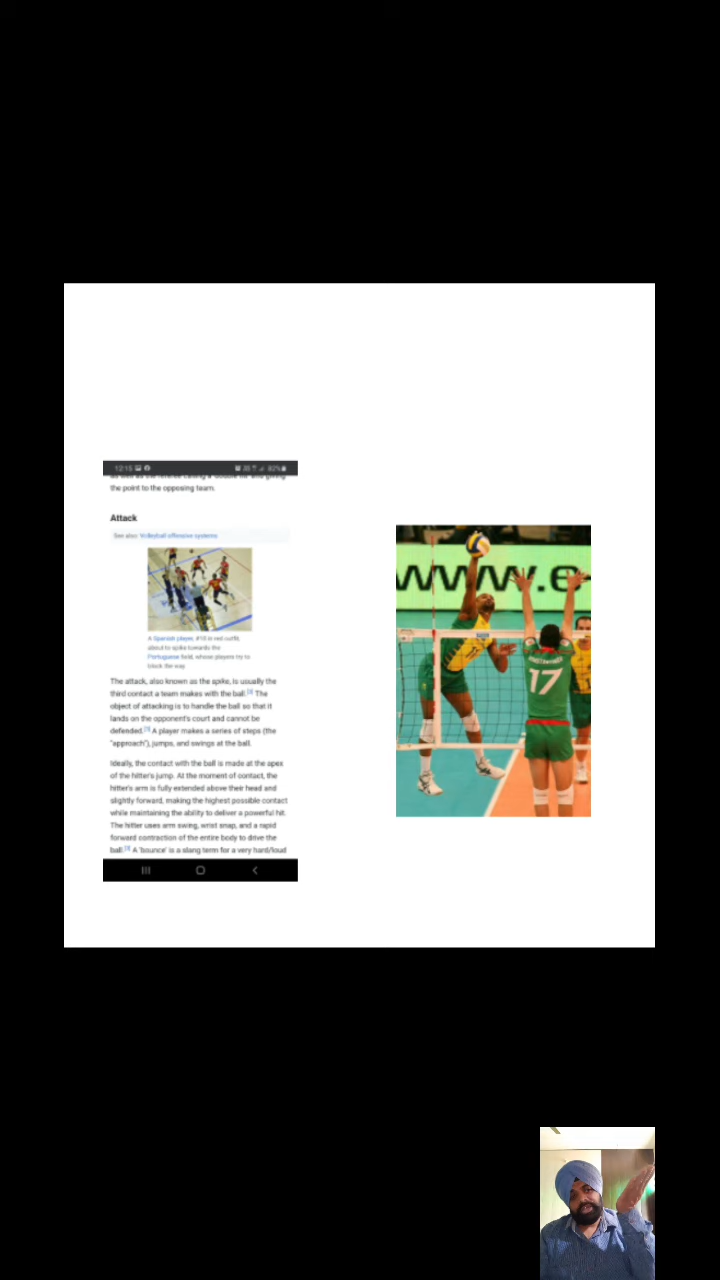 12:15
82%
as well as the referee calling a "double hit" and giving
the point to the opposing team.
Attack
See also: Volleyball offensive systems
A Spanish player, #18 in red outfit,
about to spike towards the
Portuguese field, whose players try to
block the way
The attack, also known as the spike, is usually the
third contact a team makes with the ball.[3] The
object of attacking is to handle the ball so that it
lands on the opponent's court and cannot be
defended.[3] A player makes a series of steps (the
"approach"), jumps, and swings at the ball.
Ideally, the contact with the ball is made at the apex
of the hitter's jump. At the moment of contact, the
hitter's arm is fully extended above their head and
slightly forward, making the highest possible contact
while maintaining the ability to deliver a powerful hit.
The hitter uses arm swing, wrist snap, and a rapid
forward contraction of the entire body to drive the
ball.[3] A 'bounce' is a slang term for a very hard/loud
www.e-
17